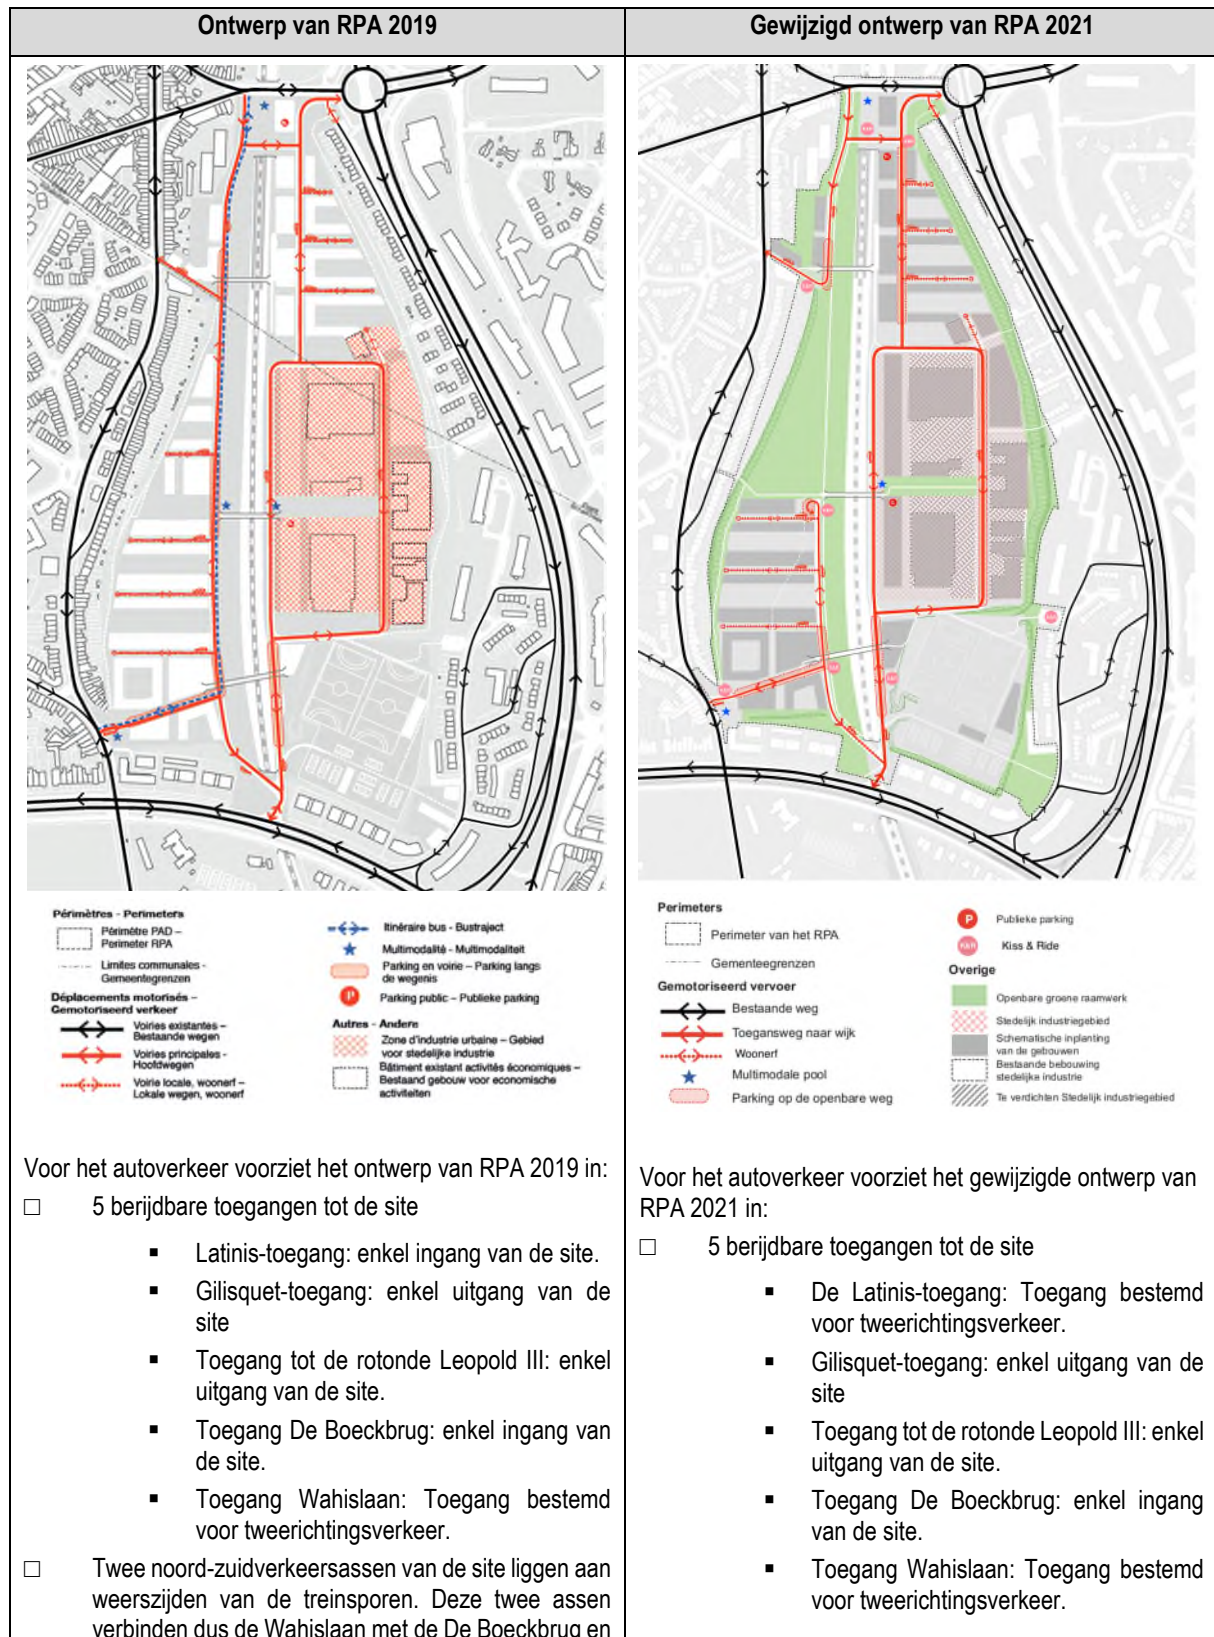 Ontwerp van RPA 2019
Périmètres - Perimeters
Périmètre PAD –
Perimeter RPA
Limites communales -
Gemeentegrenzen
Déplacements motorisés –
Gemotoriseerd verkeer
Voiries existantes –
Bestaande wegen
Voiries principales -
Hoofdwegen
Voirie locale, woonerf –
Lokale wegen, woonerf
Itinéraire bus - Bustraject
Multimodalité - Multimodaliteit
Parking en voirie – Parking langs
de wegenis
P
Parking public – Publieke parking
Autres - Andere
Zone d'industrie urbaine – Gebied
voor stedelijke industrie
Bâtiment existant activités économiques –
Bestaand gebouw voor economische
activiteiten
Voor het autoverkeer voorziet het ontwerp van RPA 2019 in:
□ 5 berijdbare toegangen tot de site
▪ Latinis-toegang: enkel ingang van de site.
▪ Gilisquet-toegang: enkel uitgang van de
site
▪ Toegang tot de rotonde Leopold III: enkel
uitgang van de site.
▪ Toegang De Boeckbrug: enkel ingang van
de site.
▪ Toegang Wahislaan: Toegang bestemd
voor tweerichtingsverkeer.
□ Twee noord-zuidverkeersassen van de site liggen aan
weerszijden van de treinsporen. Deze twee assen
verbinden dus de Wahislaan met de De Boeckbrug en
Gewijzigd ontwerp van RPA 2021
Perimeters
Perimeter van het RPA
Gemeentegrenzen
Gemotoriseerd vervoer
Bestaande weg
Toegansweg naar wijk
Woonerf
Multimodale pool
Parking op de openbare weg
P
Publieke parking
K&R
Kiss & Ride
Overige
Openbare groene raamwerk
Stedelijk industriegebied
Schematische inplanting
van de gebouwen
Bestaande bebouwing
stedelijke industrie
Te verdichten Stedelijk industriegebied
Voor het autoverkeer voorziet het gewijzigde ontwerp van
RPA 2021 in:
□ 5 berijdbare toegangen tot de site
▪ De Latinis-toegang: Toegang bestemd
voor tweerichtingsverkeer.
▪ Gilisquet-toegang: enkel uitgang van de
site
▪ Toegang tot de rotonde Leopold III: enkel
uitgang van de site.
▪ Toegang De Boeckbrug: enkel ingang
van de site.
▪ Toegang Wahislaan: Toegang bestemd
voor tweerichtingsverkeer.